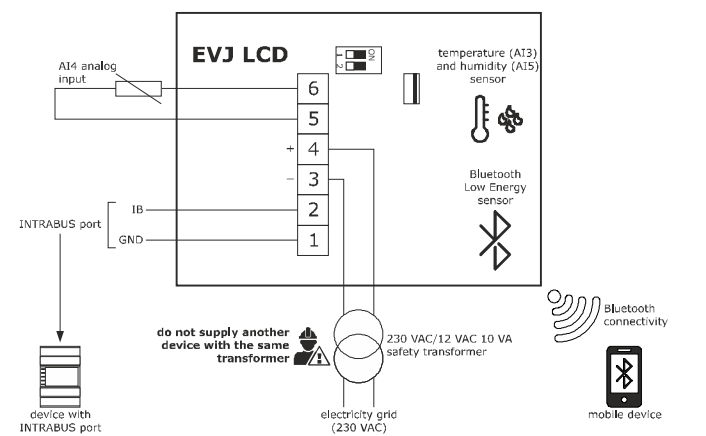 EVJ LCD
ON
1
2
temperature (AI3)
and humidity (AI5)
sensor
AI4 analog
input
6
5
+ 4
− 3
Bluetooth
Low Energy
sensor
IB
2
INTRABUS port
GND
1
do not supply another
device with the same
transformer
230 VAC/12 VAC 10 VA
safety transformer
Bluetooth
connectivity
device with
INTRABUS port
electricity grid
(230 VAC)
mobile device